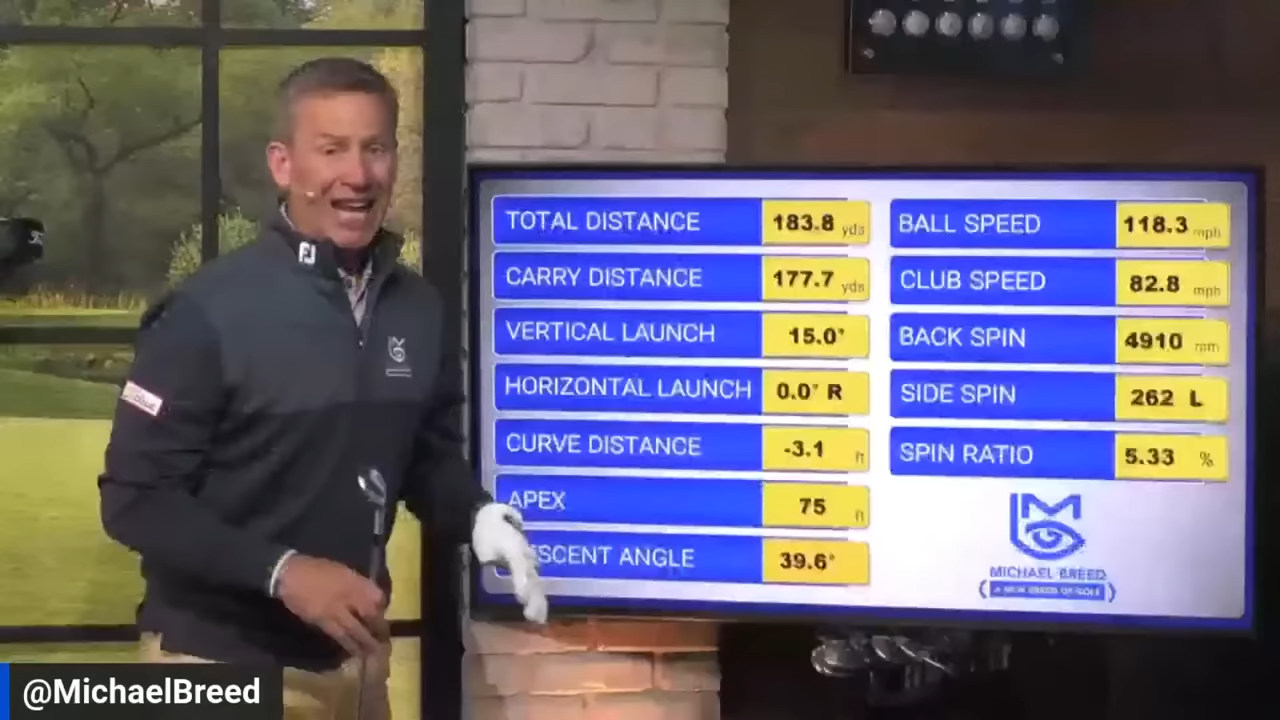 TOTAL DISTANCE 183.8 yds
CARRY DISTANCE 177.7 yds
VERTICAL LAUNCH 15.0°
HORIZONTAL LAUNCH 0.0° R
CURVE DISTANCE -3.1 ft
APEX 75 ft
ESCENT ANGLE 39.6°
BALL SPEED 118.3 mph
CLUB SPEED 82.8 mph
BACK SPIN 4910 rpm
SIDE SPIN 262 L
SPIN RATIO 5.33 %
MICHAEL BREED
A NEW BREED OF GOLF
FJ
@MichaelBreed